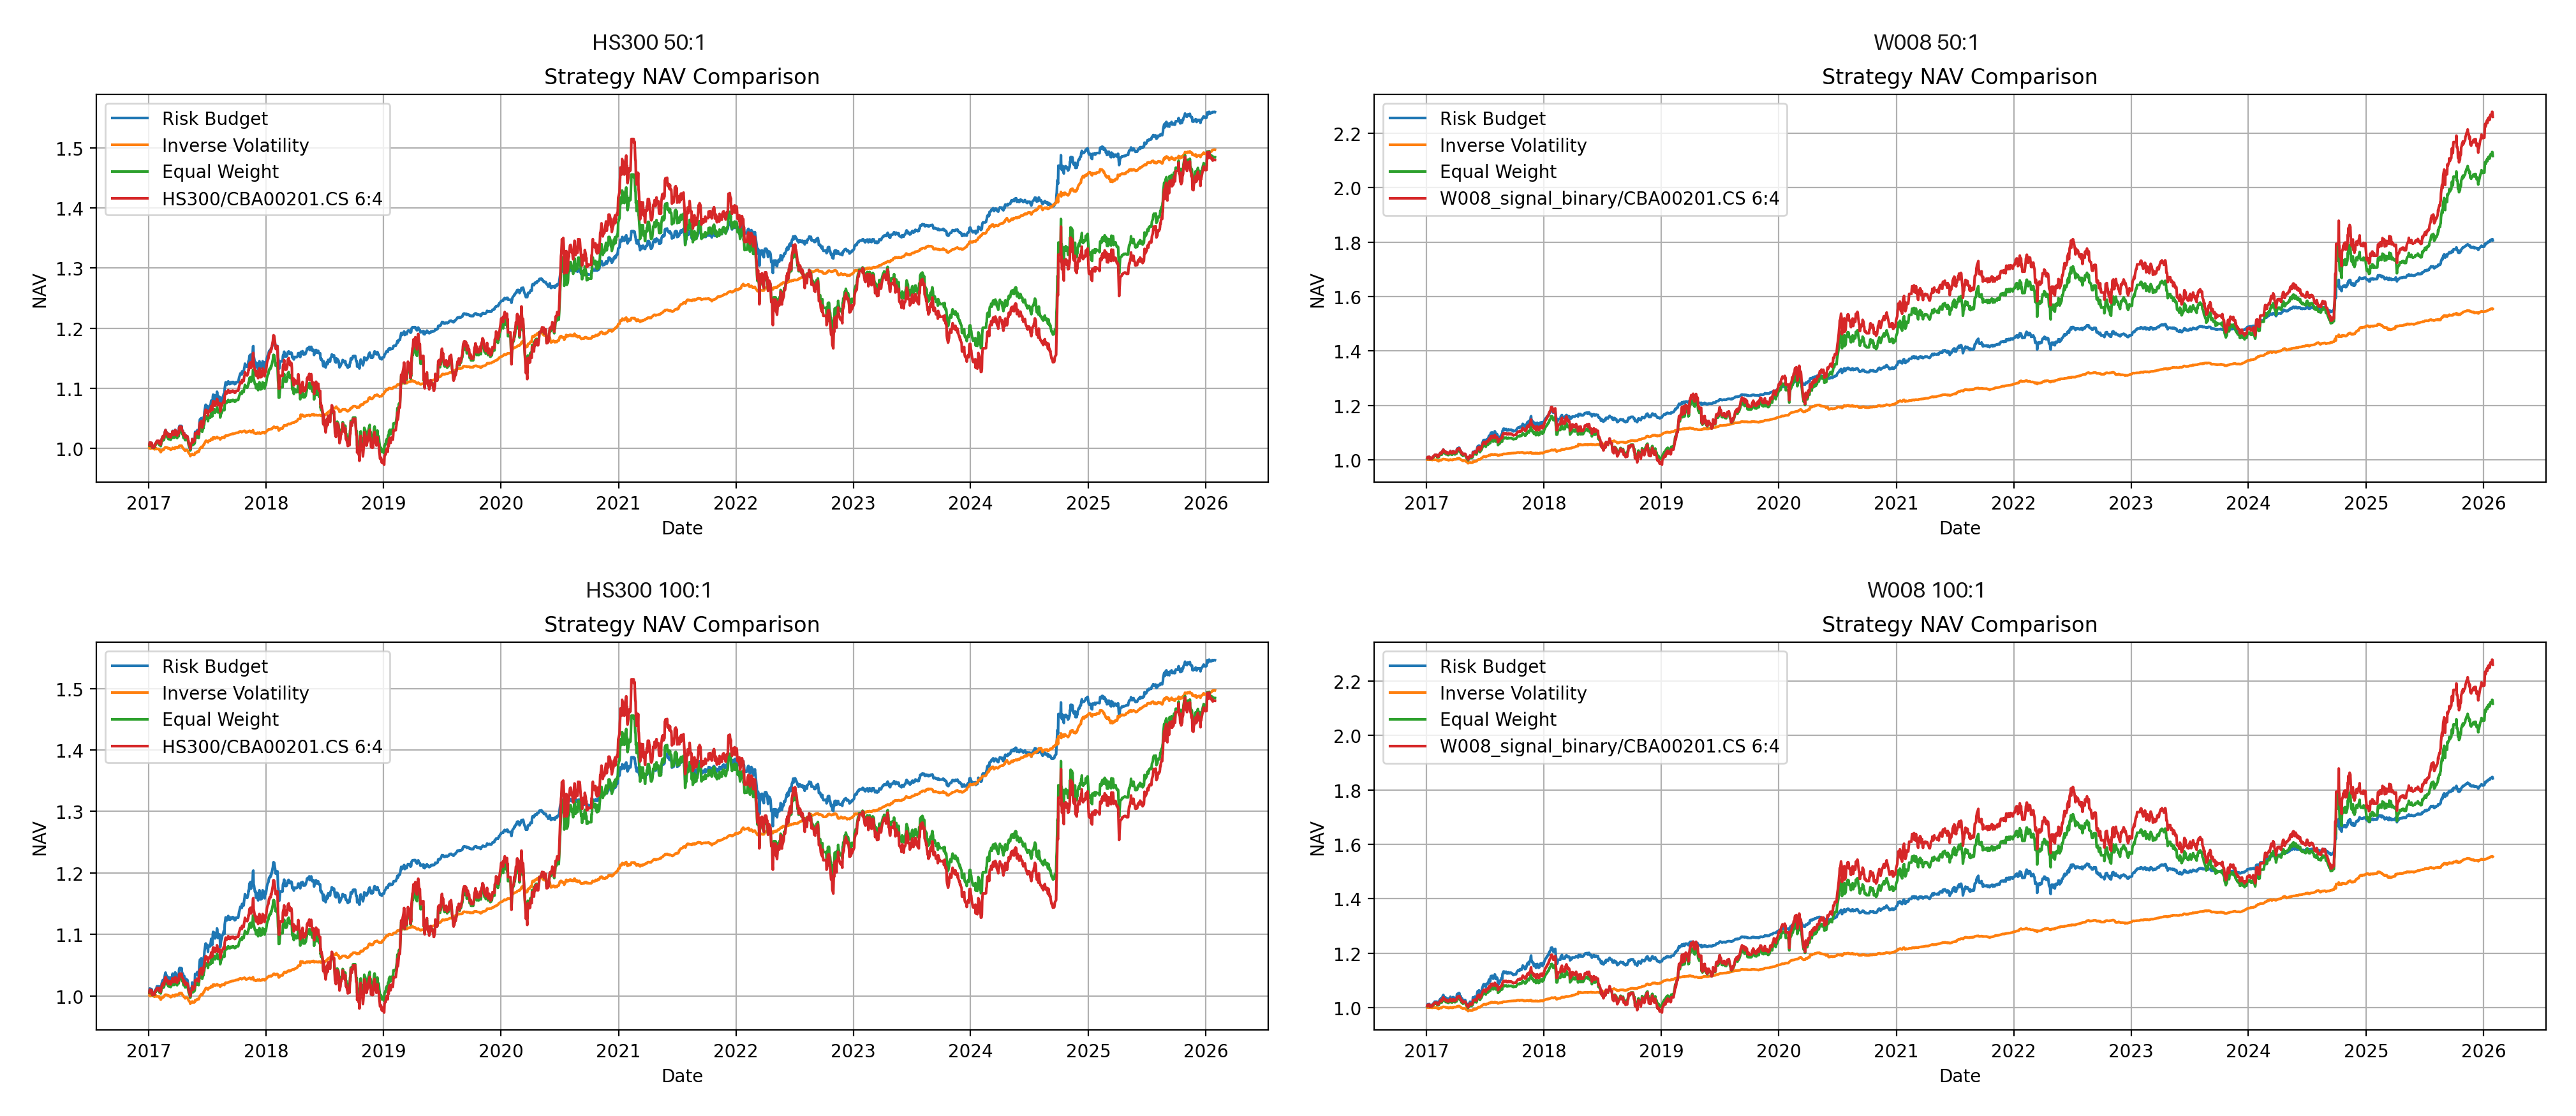 HS300 50:1
Strategy NAV Comparison
Risk Budget
Inverse Volatility
Equal Weight
HS300/CBA00201.CS 6:4
NAV
1.5
1.4
1.3
1.2
1.1
1.0
2017 2018 2019 2020 2021 2022 2023 2024 2025 2026
Date
W008 50:1
Strategy NAV Comparison
Risk Budget
Inverse Volatility
Equal Weight
W008_signal_binary/CBA00201.CS 6:4
NAV
2.2
2.0
1.8
1.6
1.4
1.2
1.0
2017 2018 2019 2020 2021 2022 2023 2024 2025 2026
Date
HS300 100:1
Strategy NAV Comparison
Risk Budget
Inverse Volatility
Equal Weight
HS300/CBA00201.CS 6:4
NAV
1.5
1.4
1.3
1.2
1.1
1.0
2017 2018 2019 2020 2021 2022 2023 2024 2025 2026
Date
W008 100:1
Strategy NAV Comparison
Risk Budget
Inverse Volatility
Equal Weight
W008_signal_binary/CBA00201.CS 6:4
NAV
2.2
2.0
1.8
1.6
1.4
1.2
1.0
2017 2018 2019 2020 2021 2022 2023 2024 2025 2026
Date